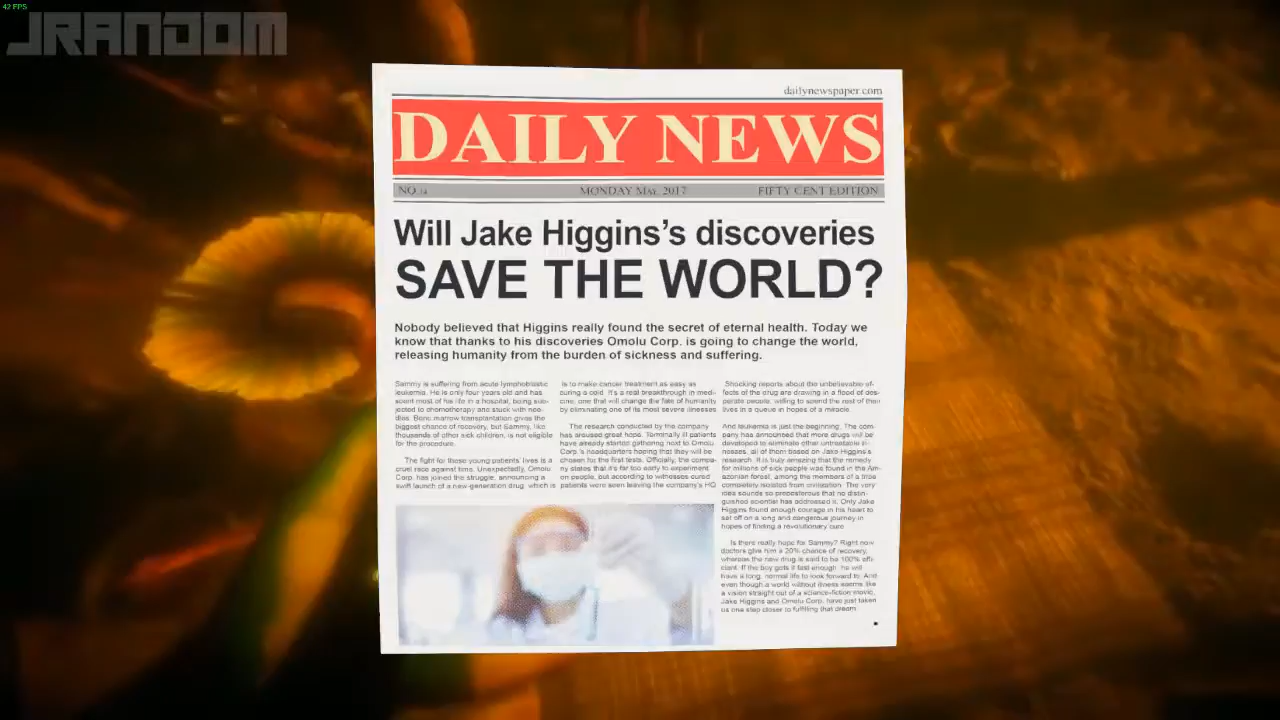 42 FPS
JRANDOM
dailynewspaper.com
DAILY NEWS
NO. 14 MONDAY May, 2017 FIFTY CENT EDITION
Will Jake Higgins's discoveries
SAVE THE WORLD?
Nobody believed that Higgins really found the secret of eternal health. Today we
know that thanks to his discoveries Omolu Corp. is going to change the world,
releasing humanity from the burden of sickness and suffering.
Sammy is suffering from acute lymphoblastic
leukemia. He is only four years old and has
spent most of his life in a hospital, being sub-
jected to chemotherapy and stuck with nee-
dles. Bone marrow transplantation gives the
biggest chance of recovery, but Sammy, like
thousands of other sick children, is not eligible
for the procedure.
The fight for those young patients' lives is a
cruel race against time. Unexpectedly, Omolu
Corp. has joined the struggle, announcing a
swift launch of a new-generation drug, which is
is to make cancer treatment as easy as
curing a cold. It's a real breakthrough in medi-
cine, one that will change the fate of humanity
by eliminating one of its most severe illnesses
The research conducted by the company
has aroused great hope. Terminally ill patients
have already started gathering next to Omolu
Corp.'s headquarters hoping that they will be
chosen for the first tests. Officially, the compa-
ny states that it's far too early to experiment
on people, but according to witnesses cured
patients were seen leaving the company's HQ
Shocking reports about the unbelievable ef-
fects of the drug are drawing in a flood of des-
perate people, willing to spend the rest of their
lives in a queue in hopes of a miracle.
And leukemia is just the beginning. The com-
pany has announced that more drugs will be
developed to eliminate other untreatable ill-
nesses, all of them based on Jake Higgins's
research. It is truly amazing that the remedy
for millions of sick people was found in the Am-
azonian forest, among the members of a tribe
completely isolated from civilization. The very
idea sounds so preposterous that no distin-
guished scientist has addressed it. Only Jake
Higgins found enough courage in his heart to
set off on a long and dangerous journey in
hopes of finding a revolutionary cure.
Is there really hope for Sammy? Right now
doctors give him a 20% chance of recovery,
whereas the new drug is said to be 100% effi-
cient. If the boy gets it fast enough, he will
have a long, normal life to look forward to. And
even though a world without illness seems like
a vision straight out of a science-fiction movie,
Jake Higgins and Omolu Corp. have just taken
us one step closer to fulfilling that dream.